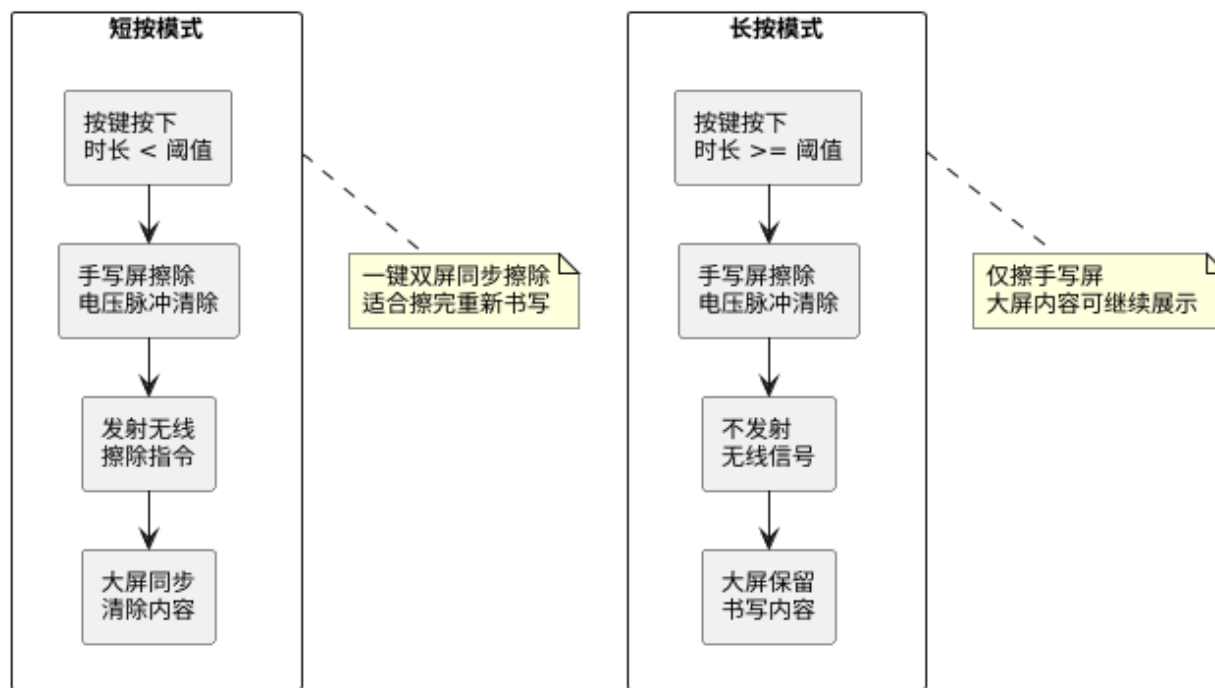 短按模式
按键按下
时长 < 阈值
手写屏擦除
电压脉冲清除
发射无线
擦除指令
大屏同步
清除内容
一键双屏同步擦除
适合擦完重新书写
长按模式
按键按下
时长 >= 阈值
手写屏擦除
电压脉冲清除
不发射
无线信号
大屏保留
书写内容
仅擦手写屏
大屏内容可继续展示